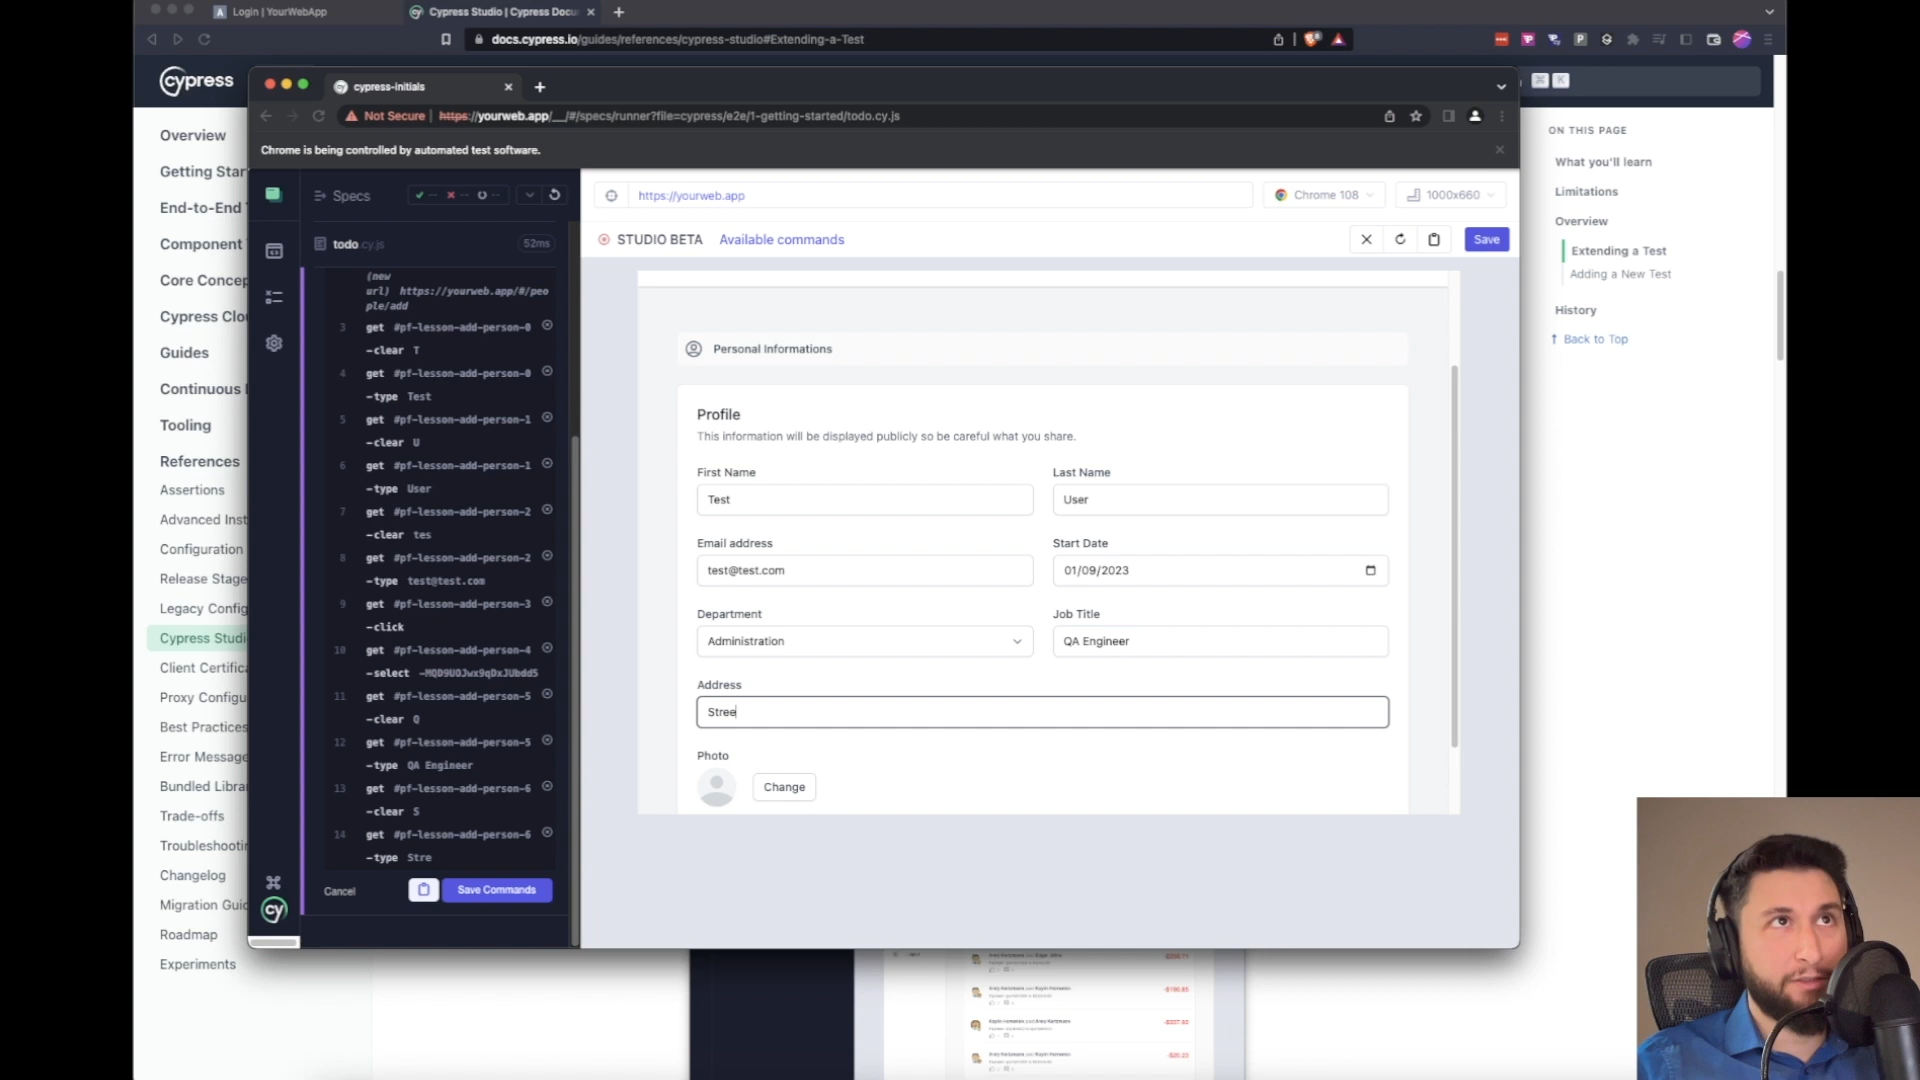 Login | YourWebApp
Cypress Studio | Cypress Docu
docs.cypress.io/guides/references/cypress-studio#Extending-a-Test
cypress
K
cypress-initials
Not Secure | https://yourweb.app/__/#/specs/runner?file=cypress/e2e/1-getting-started/todo.cy.js
Chrome is being controlled by automated test software.
Overview
Getting Star
End-to-End
Component
Core Concep
Cypress Clo
Guides
Continuous
Tooling
References
Assertions
Advanced Inst
Configuration
Release Stage
Legacy Config
Cypress Studi
Client Certifica
Proxy Configu
Best Practices
Error Message
Bundled Libra
Trade-offs
Troubleshootin
Changelog
Migration Guid
Roadmap
Experiments
Specs
todo.cy.js
52ms
(new
url) https://yourweb.app/#/peo
ple/add
3 get #pf-lesson-add-person-0
-clear T
4 get #pf-lesson-add-person-0
-type Test
5 get #pf-lesson-add-person-1
-clear U
6 get #pf-lesson-add-person-1
-type User
7 get #pf-lesson-add-person-2
-clear tes
8 get #pf-lesson-add-person-2
-type test@test.com
9 get #pf-lesson-add-person-3
-click
10 get #pf-lesson-add-person-4
-select -MQD9UOJwx9qDxJUbdd5
11 get #pf-lesson-add-person-5
-clear Q
12 get #pf-lesson-add-person-5
-type QA Engineer
13 get #pf-lesson-add-person-6
-clear S
14 get #pf-lesson-add-person-6
-type Stre
Cancel
Save Commands
cy
https://yourweb.app
Chrome 108
1000x660
STUDIO BETA
Available commands
Save
Personal Informations
Profile
This information will be displayed publicly so be careful what you share.
First Name
Last Name
Test
User
Email address
Start Date
test@test.com
01/09/2023
Department
Job Title
Administration
QA Engineer
Address
Stree
Photo
Change
ON THIS PAGE
What you'll learn
Limitations
Overview
Extending a Test
Adding a New Test
History
↑ Back to Top